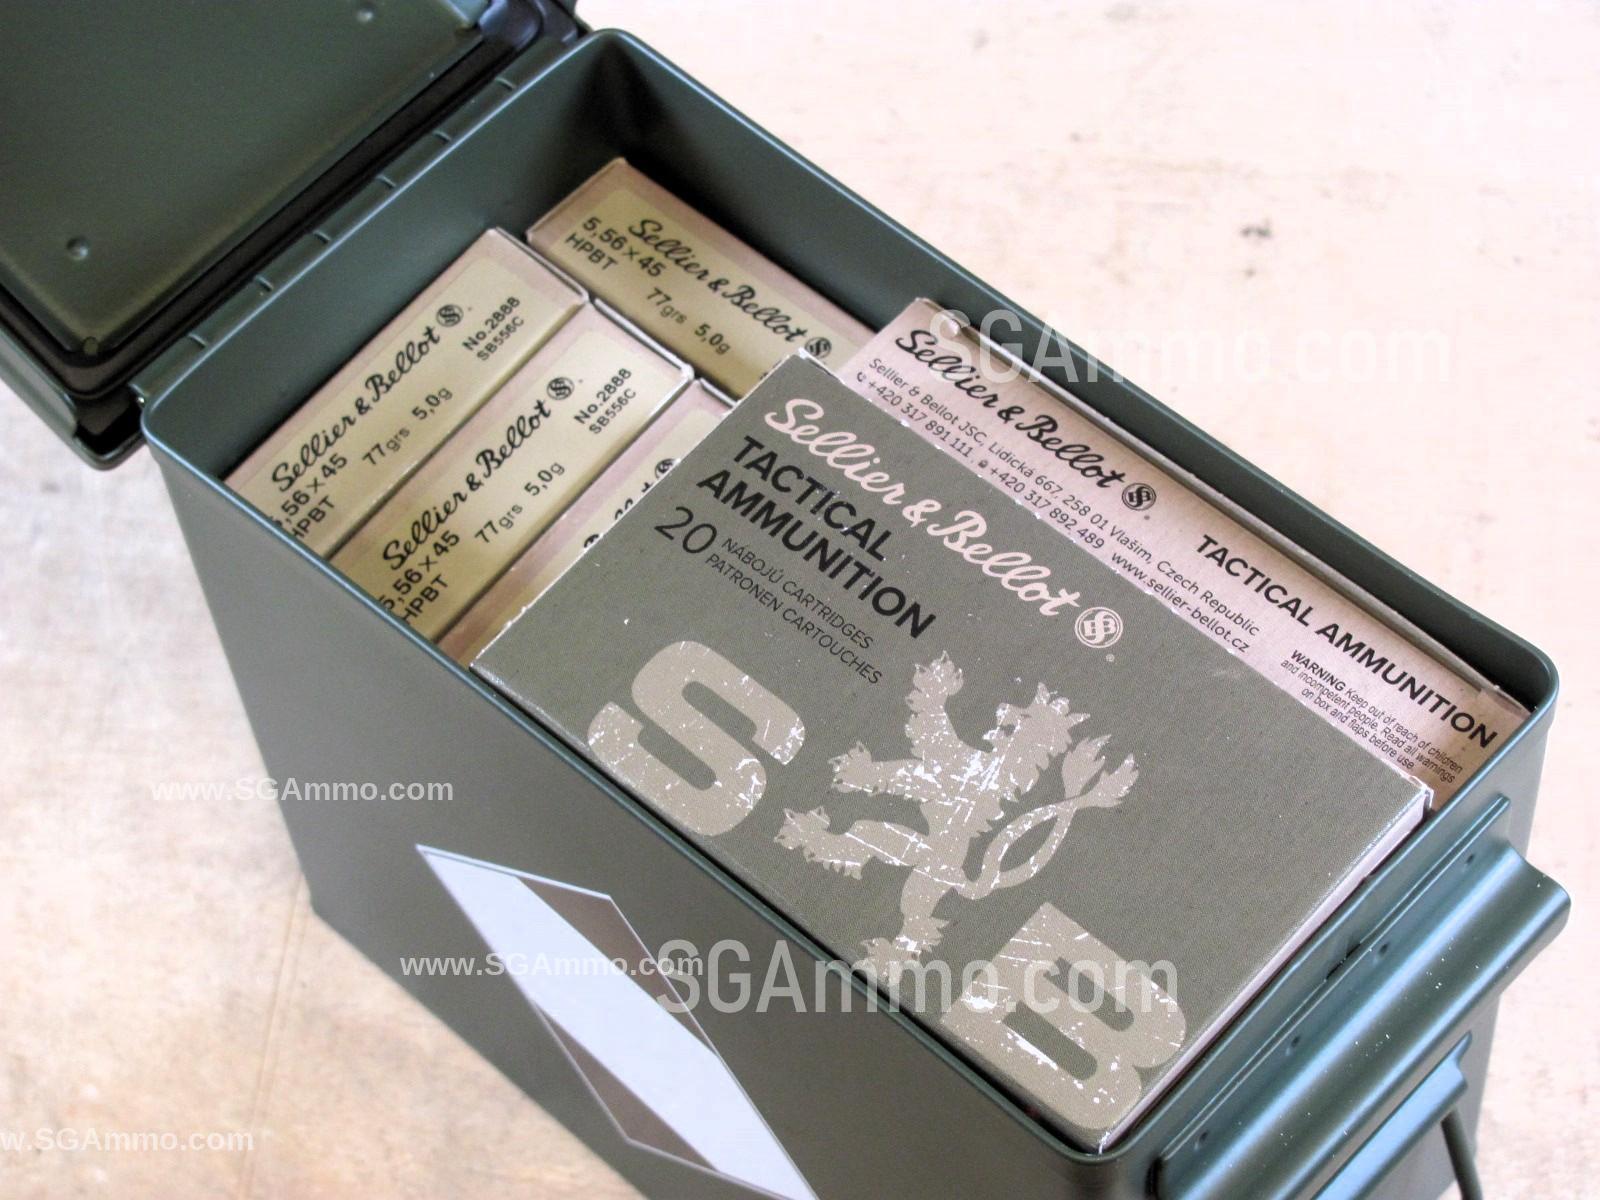 Sellier & Bellot
5,56×45
HPBT
77grs 5,0g
Sellier & Bellot
No.2888
SB556C
77grs 5,0g
5,56×45
HPBT
Sellier & Bellot
No.2888
SB556C
77grs 5,0g
5,56×45
HPBT
Sellier & Bellot
Sellier & Bellot JSC, Lidická 667, 258 01 Vlašim, Czech Republic
+420 317 891 111, +420 317 892 489 www.sellier-bellot.cz
TACTICAL AMMUNITION
WARNING Keep out of reach of children
and incompetent people. Read all warnings
on box and flaps before use
Sellier & Bellot
TACTICAL
AMMUNITION
20 NÁBOJŮ CARTRIDGES
PATRONEN CARTOUCHES
S B
SGAmmo.com
www.SGAmmo.com
www.SGAmmo.com
SGAmmo.com
w.SGAmmo.com